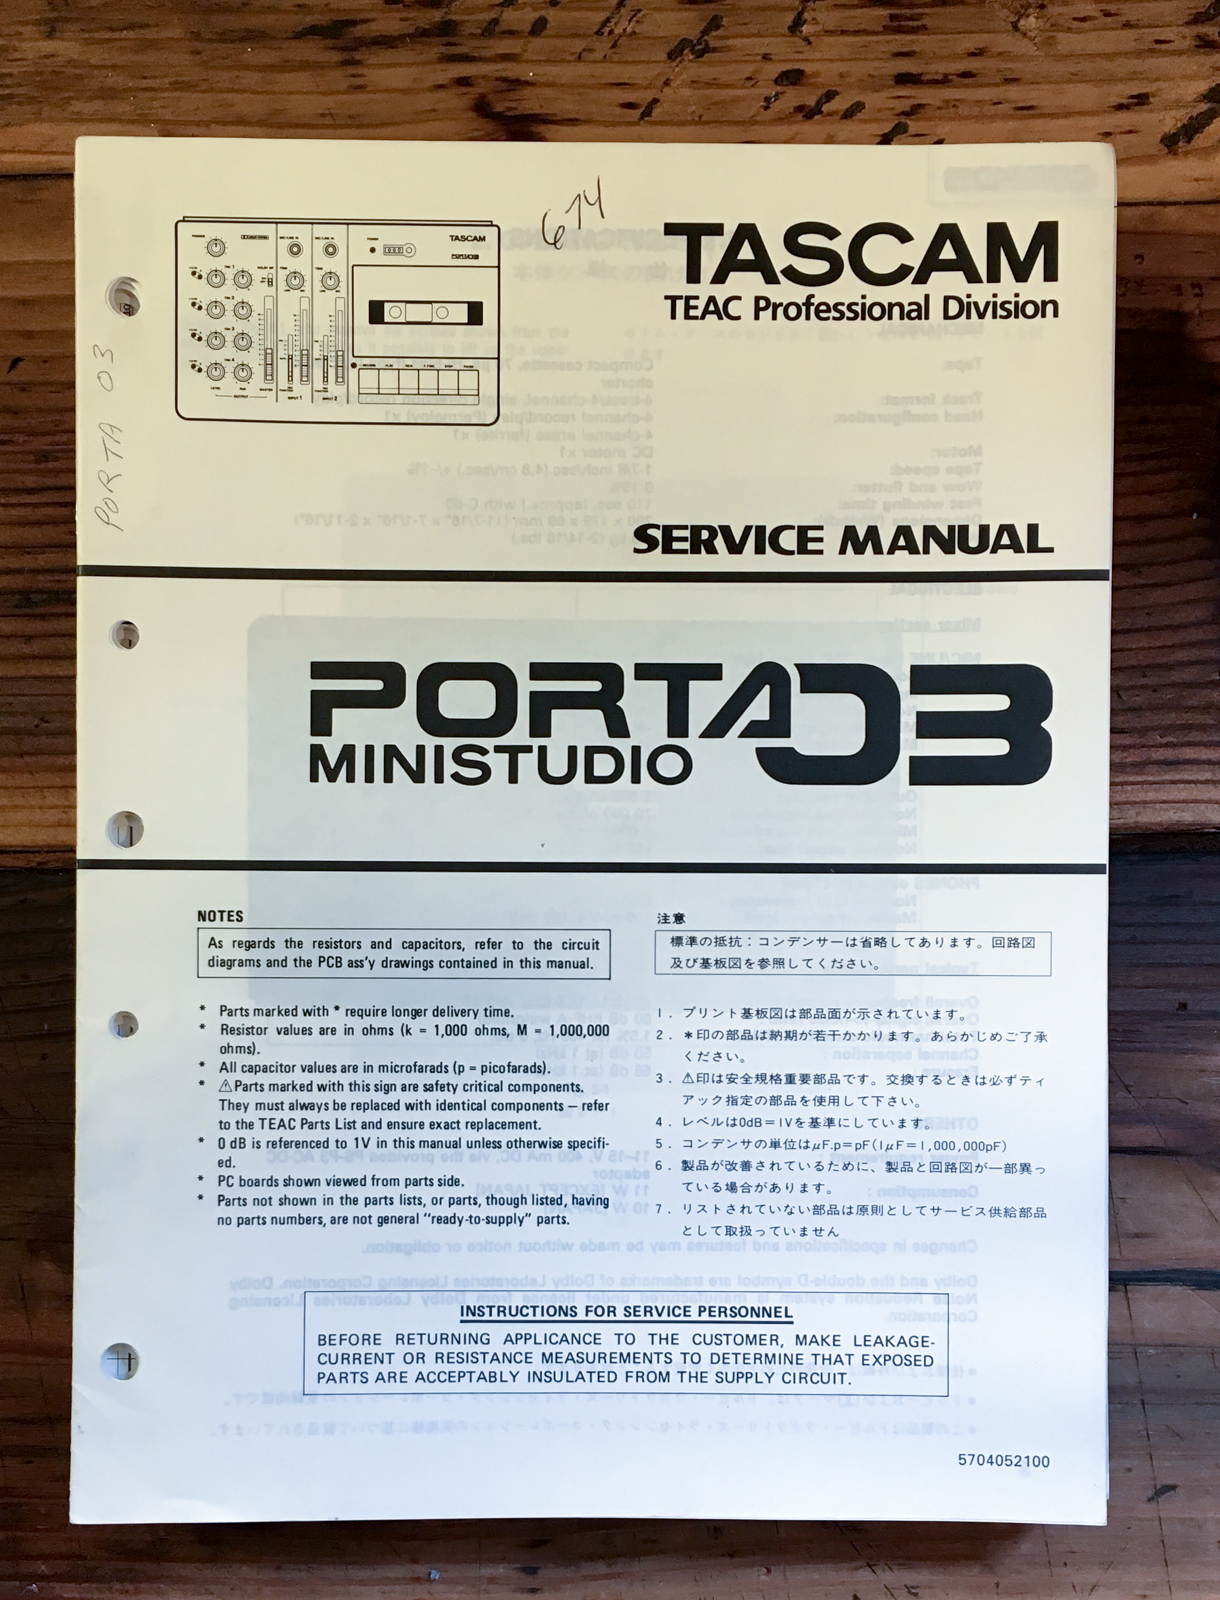 674
TASCAM
TEAC Professional Division
TASCAM
PORTA 03
SERVICE MANUAL
PORTA 03
MINISTUDIO
NOTES
As regards the resistors and capacitors, refer to the circuit
diagrams and the PCB ass'y drawings contained in this manual.
* Parts marked with * require longer delivery time.
* Resistor values are in ohms (k = 1,000 ohms, M = 1,000,000
ohms).
* All capacitor values are in microfarads (p = picofarads).
* ⚠Parts marked with this sign are safety critical components.
They must always be replaced with identical components – refer
to the TEAC Parts List and ensure exact replacement.
* 0 dB is referenced to 1V in this manual unless otherwise specifi-
ed.
* PC boards shown viewed from parts side.
* Parts not shown in the parts lists, or parts, though listed, having
no parts numbers, are not general "ready-to-supply" parts.
注意
標準の抵抗：コンデンサーは省略してあります。回路図
及び基板図を参照してください。
1. プリント基板図は部品面が示されています。
2. ＊印の部品は納期が若干かかります。あらかじめご了承
ください。
3. ⚠印は安全規格重要部品です。交換するときは必ずティ
アック指定の部品を使用して下さい。
4. レベルは0dB＝1Vを基準にしています。
5. コンデンサの単位はμF.p=pF(1μF=1,000,000pF)
6. 製品が改善されているために、製品と回路図が一部異っ
ている場合があります。
7. リストされていない部品は原則としてサービス供給部品
として取扱っていません
INSTRUCTIONS FOR SERVICE PERSONNEL
BEFORE RETURNING APPLICANCE TO THE CUSTOMER, MAKE LEAKAGE-
CURRENT OR RESISTANCE MEASUREMENTS TO DETERMINE THAT EXPOSED
PARTS ARE ACCEPTABLY INSULATED FROM THE SUPPLY CIRCUIT.
5704052100